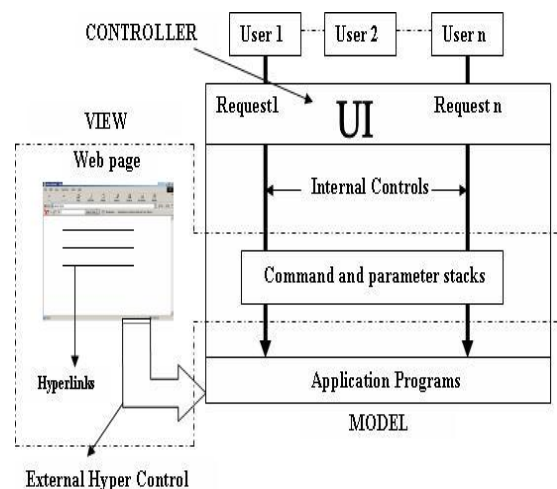 CONTROLLER
User 1
User 2
User n
Request1
UI
Request n
VIEW
Web page
Internal Controls
Command and parameter stacks
Hyperlinks
Application Programs
MODEL
External Hyper Control